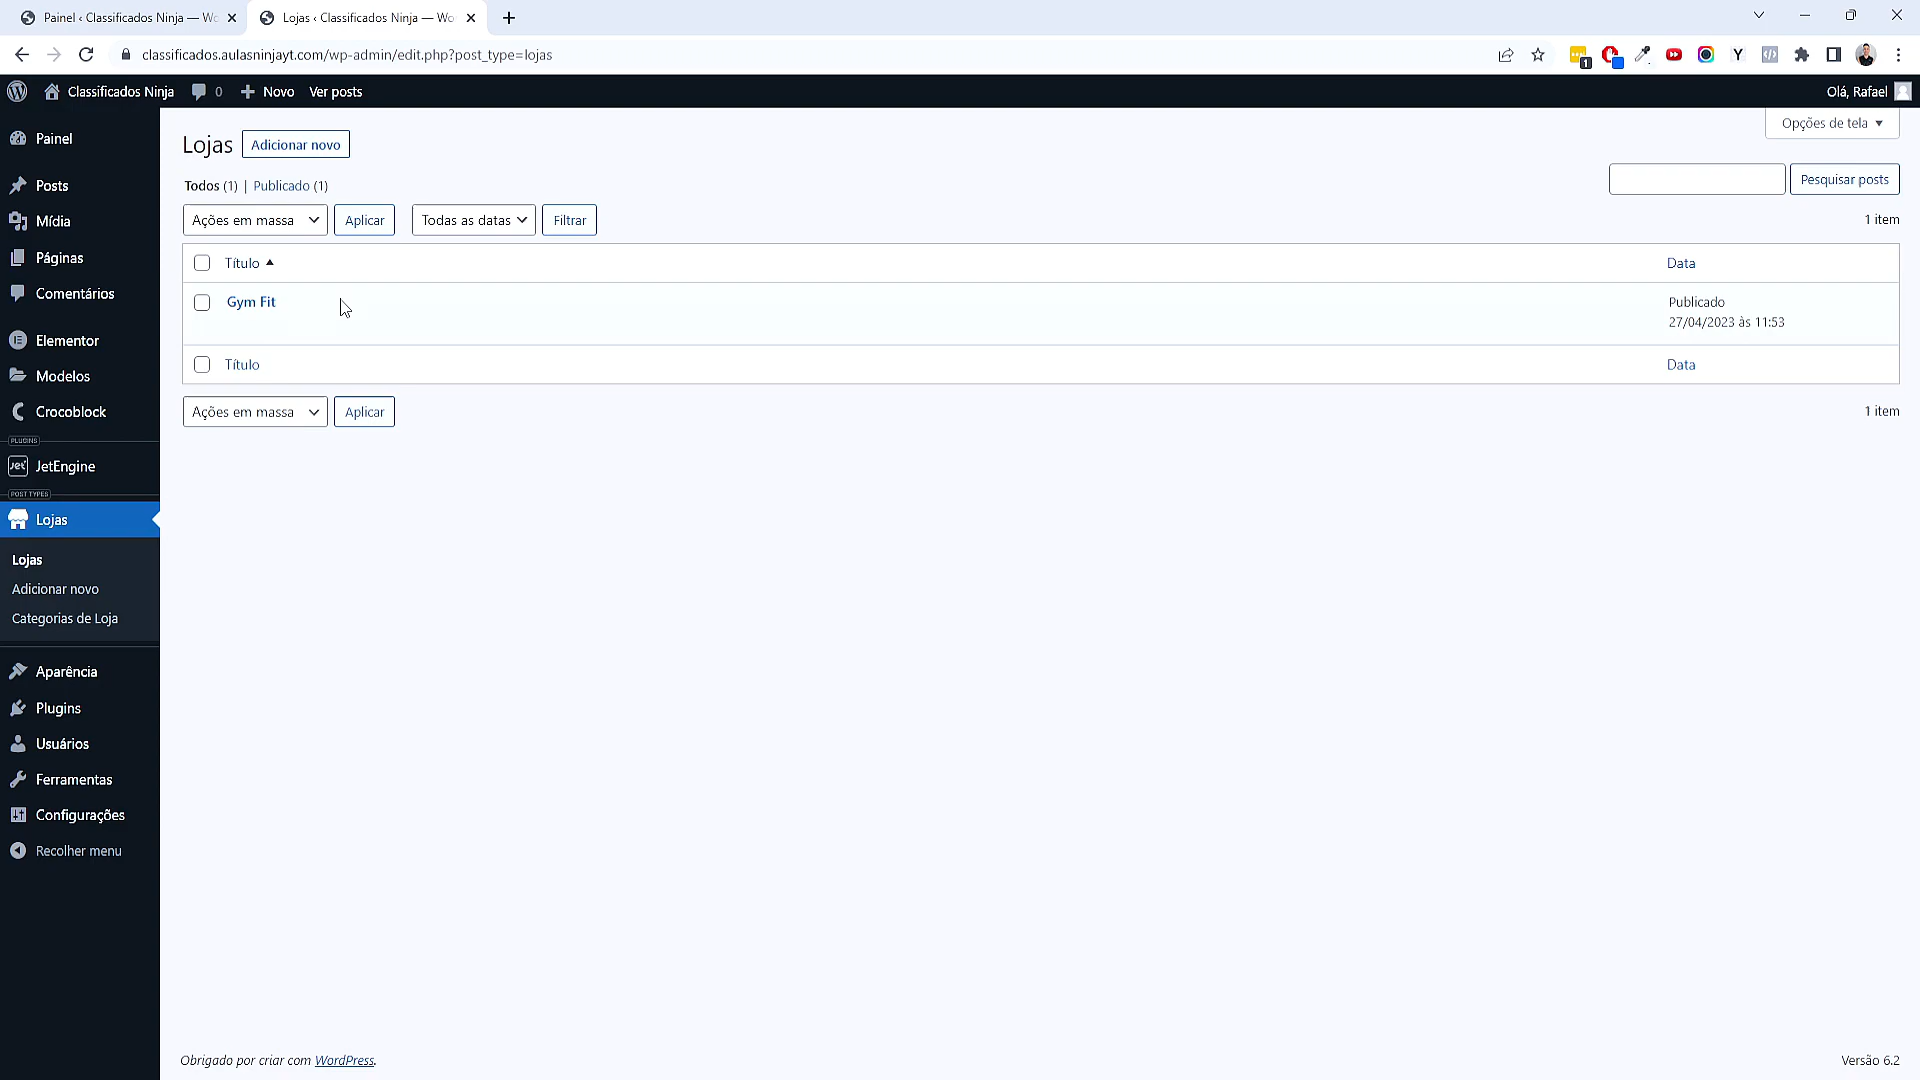 Painel ‹ Classificados Ninja — Wo
Lojas ‹ Classificados Ninja — Wo
classificados.aulasninjayt.com/wp-admin/edit.php?post_type=lojas
1
Y
Classificados Ninja
0
Novo
Ver posts
Olá, Rafael
Painel
Posts
Mídia
Páginas
Comentários
Elementor
Modelos
Crocoblock
PLUGINS
Jet JetEngine
POST TYPES
Lojas
Lojas
Adicionar novo
Categorias de Loja
Aparência
Plugins
Usuários
Ferramentas
Configurações
Recolher menu
Opções de tela
Lojas Adicionar novo
Todos (1) | Publicado (1)
Pesquisar posts
Ações em massa Aplicar Todas as datas Filtrar
1 item
Título Data
Gym Fit Publicado
27/04/2023 às 11:53
Título Data
Ações em massa Aplicar
1 item
Obrigado por criar com WordPress.
Versão 6.2